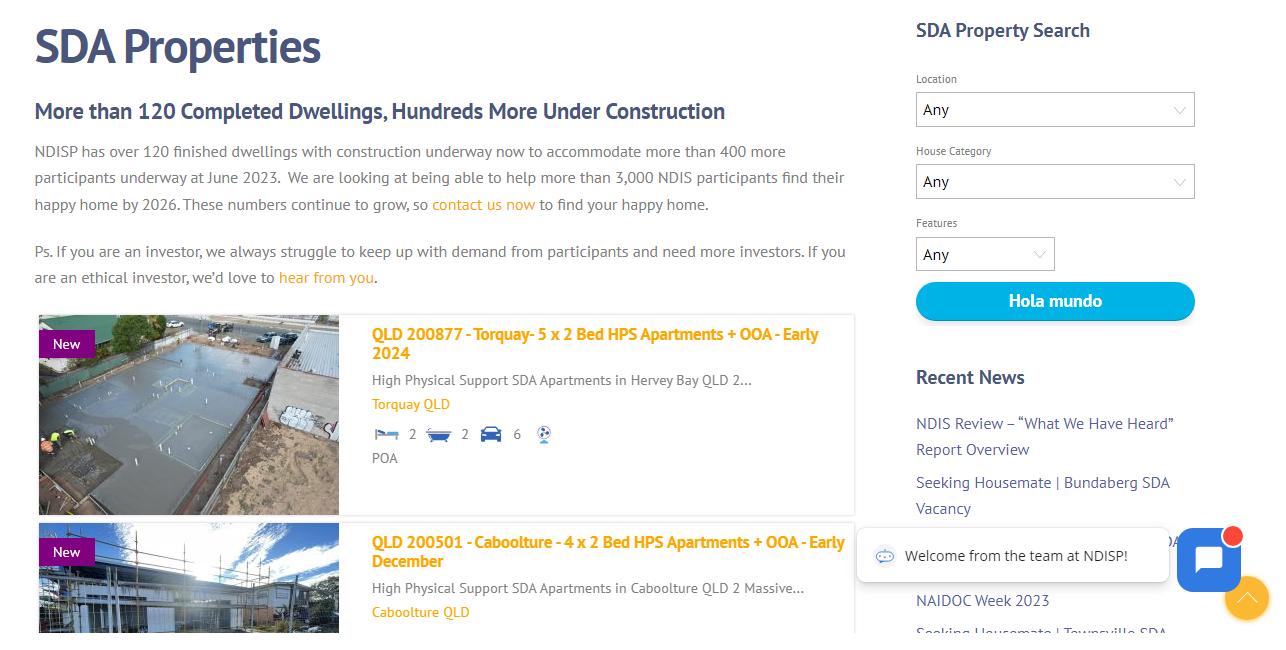 SDA Properties
More than 120 Completed Dwellings, Hundreds More Under Construction
NDISP has over 120 finished dwellings with construction underway now to accommodate more than 400 more
participants underway at June 2023.  We are looking at being able to help more than 3,000 NDIS participants find their
happy home by 2026. These numbers continue to grow, so contact us now to find your happy home.
Ps. If you are an investor, we always struggle to keep up with demand from participants and need more investors. If you
are an ethical investor, we’d love to hear from you.
New
QLD 200877 - Torquay- 5 x 2 Bed HPS Apartments + OOA - Early
2024
High Physical Support SDA Apartments in Hervey Bay QLD 2...
Torquay QLD
2 2 6
POA
New
QLD 200501 - Caboolture - 4 x 2 Bed HPS Apartments + OOA - Early
December
High Physical Support SDA Apartments in Caboolture QLD 2 Massive...
Caboolture QLD
SDA Property Search
Location
Any
House Category
Any
Features
Any
Hola mundo
Recent News
NDIS Review – “What We Have Heard”
Report Overview
Seeking Housemate | Bundaberg SDA
Vacancy
Welcome from the team at NDISP!
NAIDOC Week 2023
Seeking Housemate | Townsville SDA